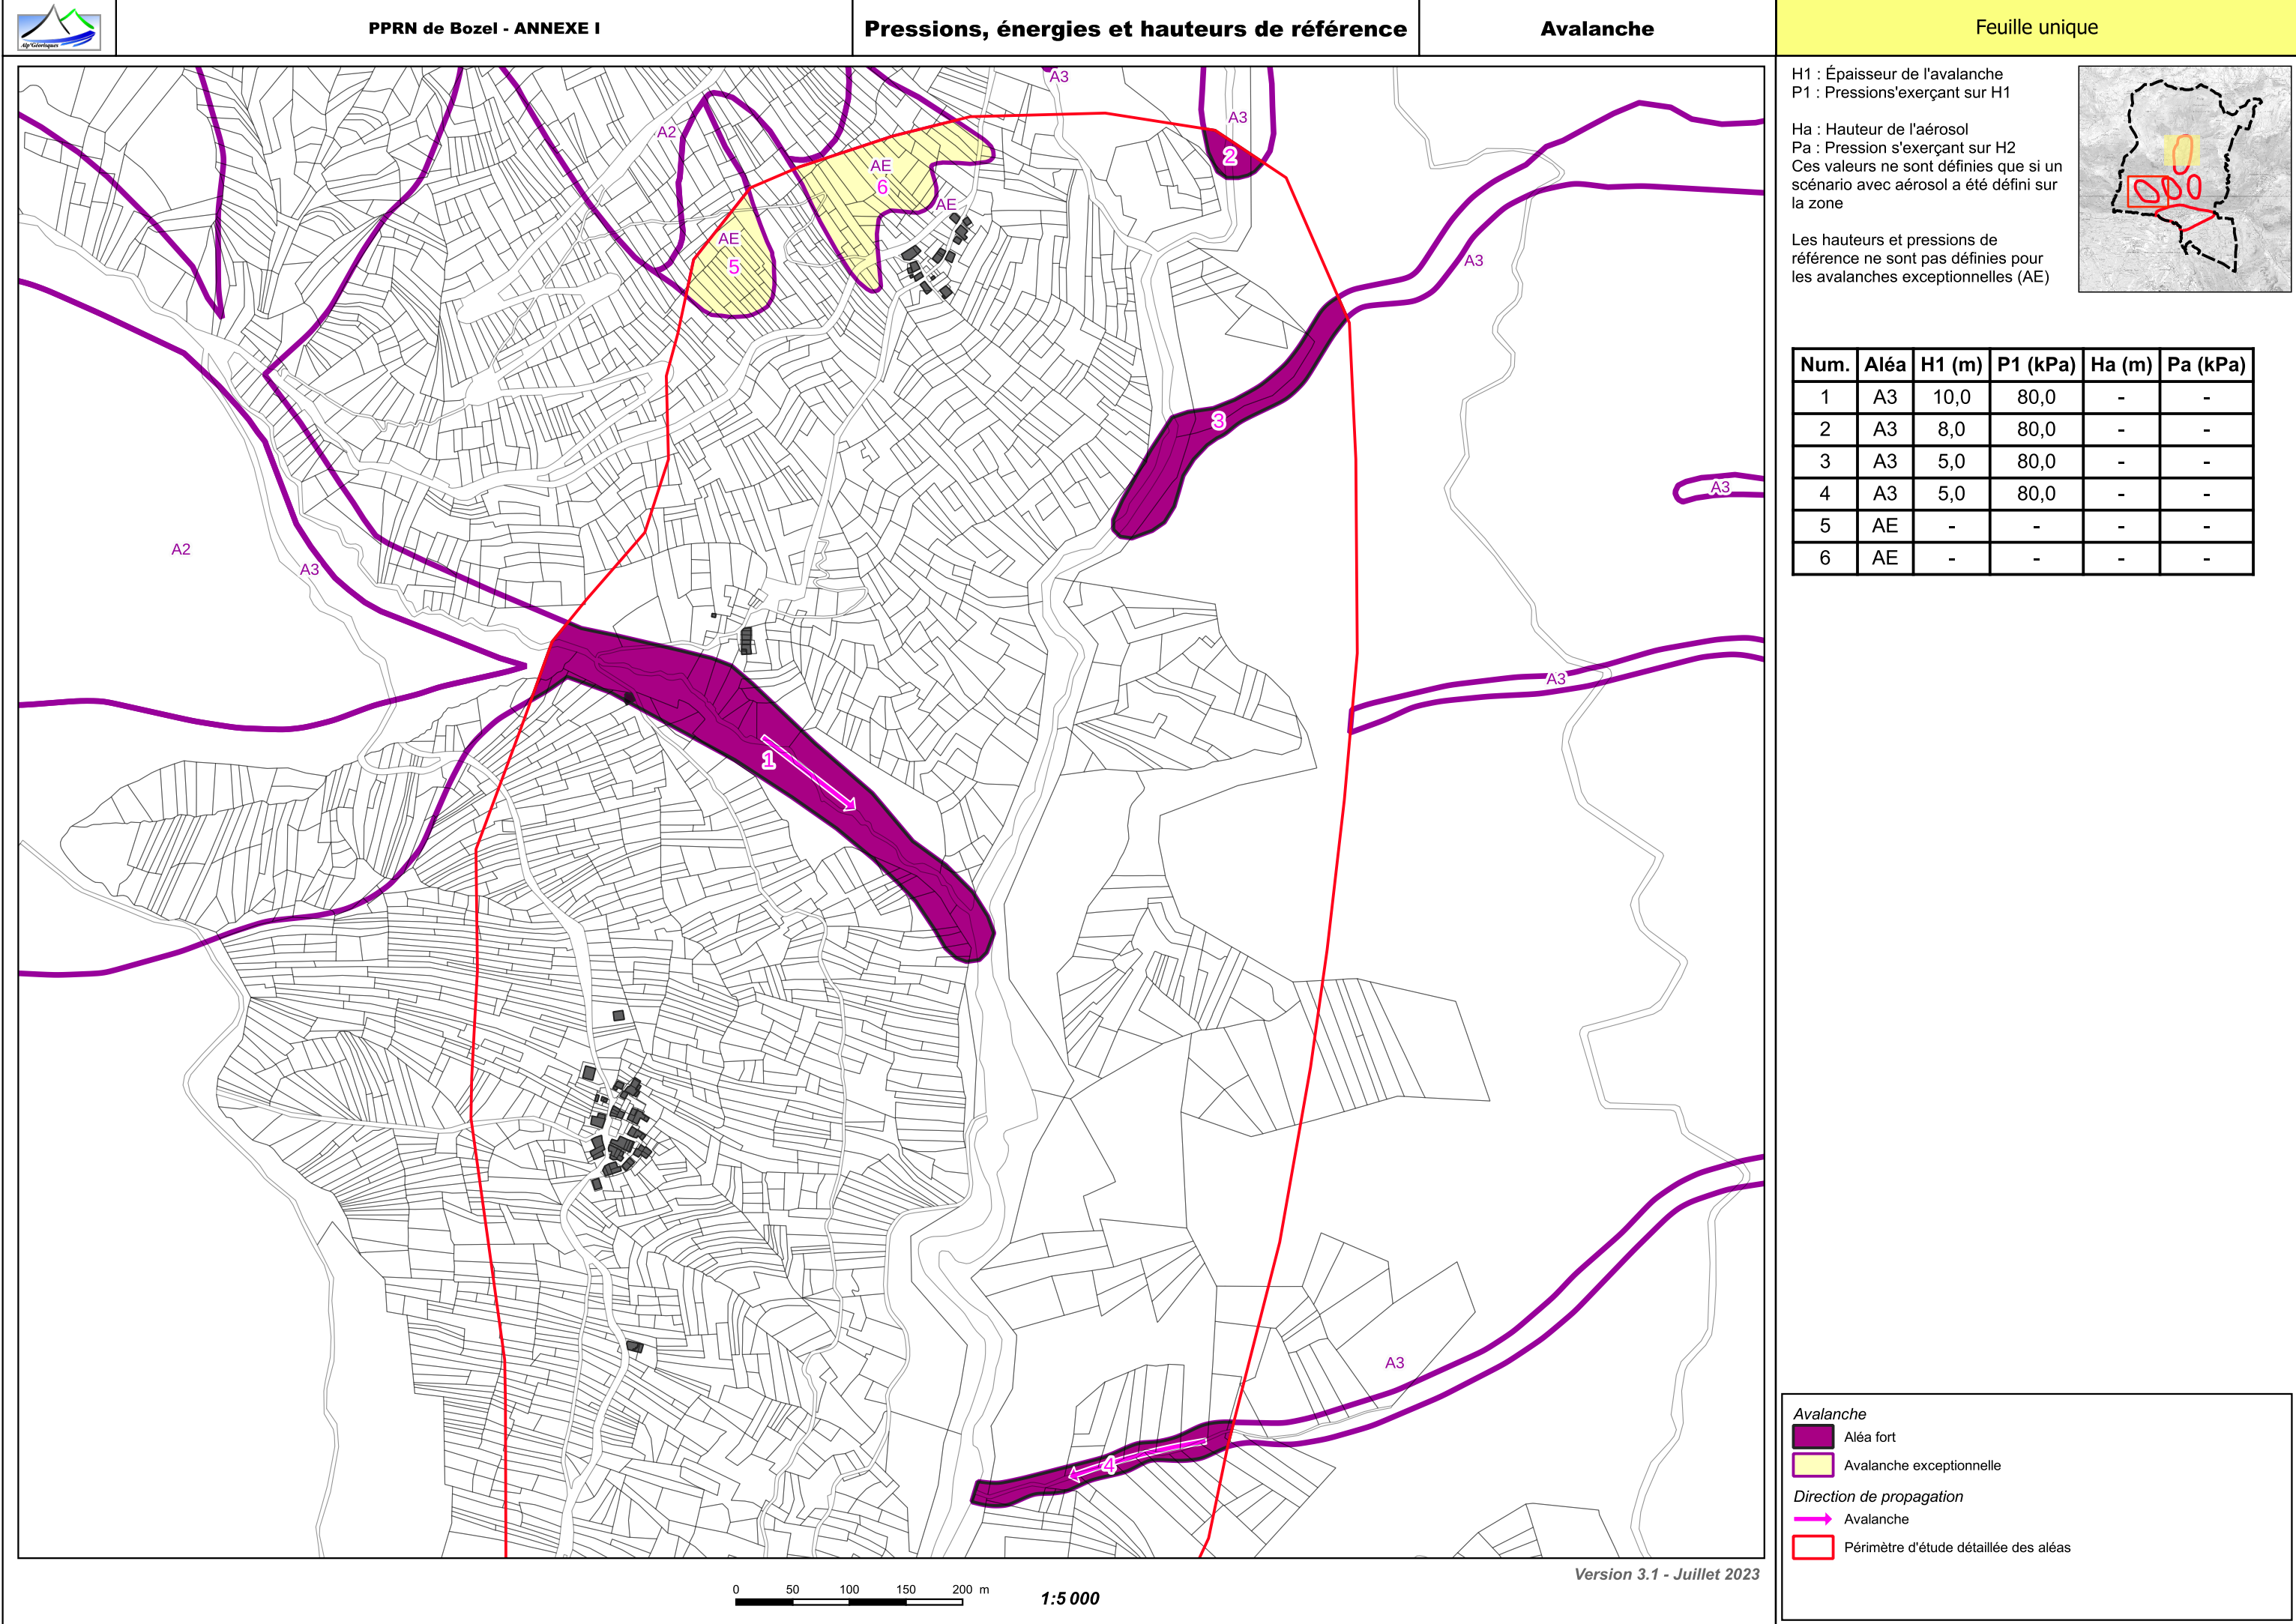 Alp'Géorisques
PPRN de Bozel - ANNEXE I
Pressions, énergies et hauteurs de référence
Avalanche
Feuille unique
H1 : Épaisseur de l'avalanche
P1 : Pressions'exerçant sur H1
Ha : Hauteur de l'aérosol
Pa : Pression s'exerçant sur H2
Ces valeurs ne sont définies que si un
scénario avec aérosol a été défini sur
la zone
Les hauteurs et pressions de
référence ne sont pas définies pour
les avalanches exceptionnelles (AE)
Num. Aléa H1 (m) P1 (kPa) Ha (m) Pa (kPa)
1 A3 10,0 80,0 - -
2 A3 8,0 80,0 - -
3 A3 5,0 80,0 - -
4 A3 5,0 80,0 - -
5 AE - - - -
6 AE - - - -
A3
A3
A2
2
AE
6
AE
AE
5
A3
3
A3
A2
A3
A3
1
A3
4
Avalanche
Aléa fort
Avalanche exceptionnelle
Direction de propagation
Avalanche
Périmètre d'étude détaillée des aléas
Version 3.1 - Juillet 2023
0 50 100 150 200 m
1:5 000